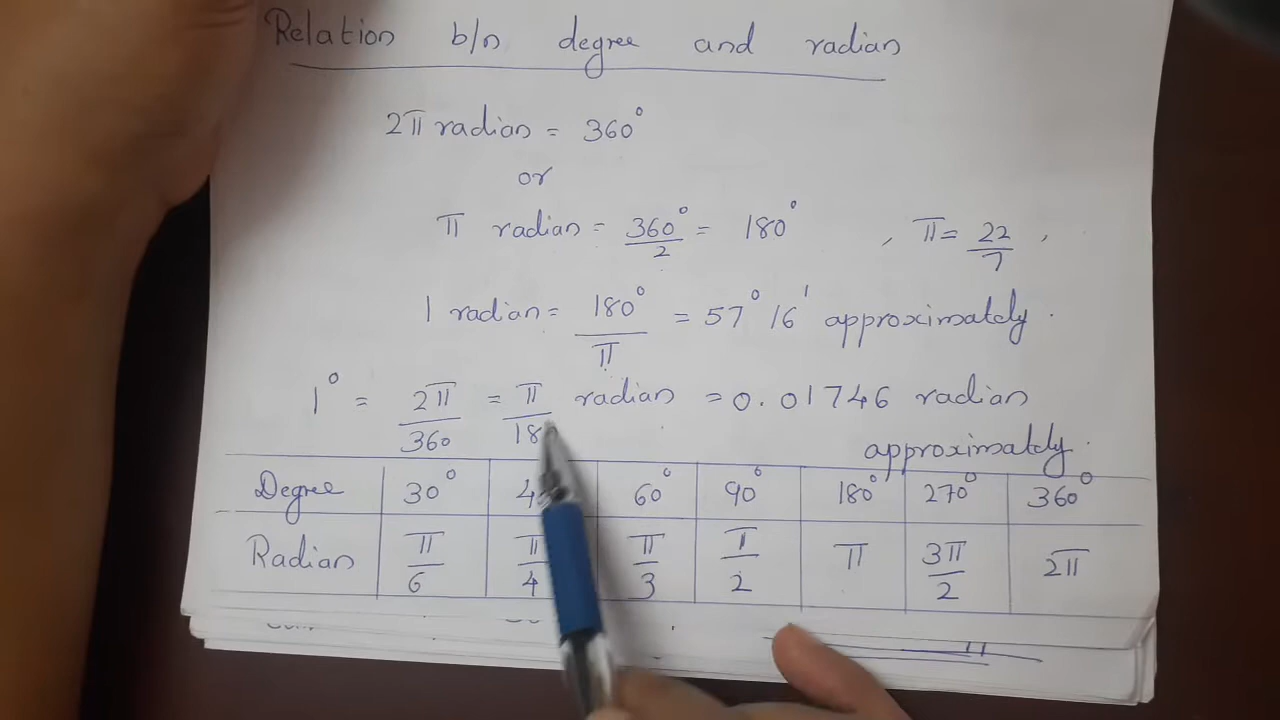 Relation b/n degree and radian
2π radian = 360°
or
π radian = 360°/2 = 180° , π = 22/7 ,
1 radian = 180°/π = 57° 16' approximately.
1° = 2π/360 = π/18 radian = 0.01746 radian
approximately.
Degree 30° 4 60° 90° 180° 270° 360°
Radian π/6 π/4 π/3 π/2 π 3π/2 2π